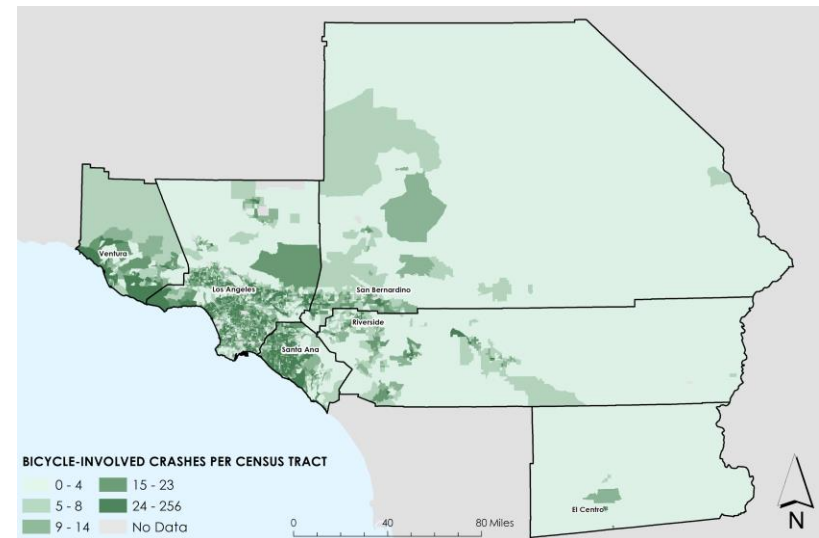 Ventura
Los Angeles
San Bernardino
Riverside
Santa Ana
El Centro
BICYCLE-INVOLVED CRASHES PER CENSUS TRACT
0 - 4
15 - 23
5 - 8
24 - 256
9 - 14
No Data
0 40 80 Miles
N